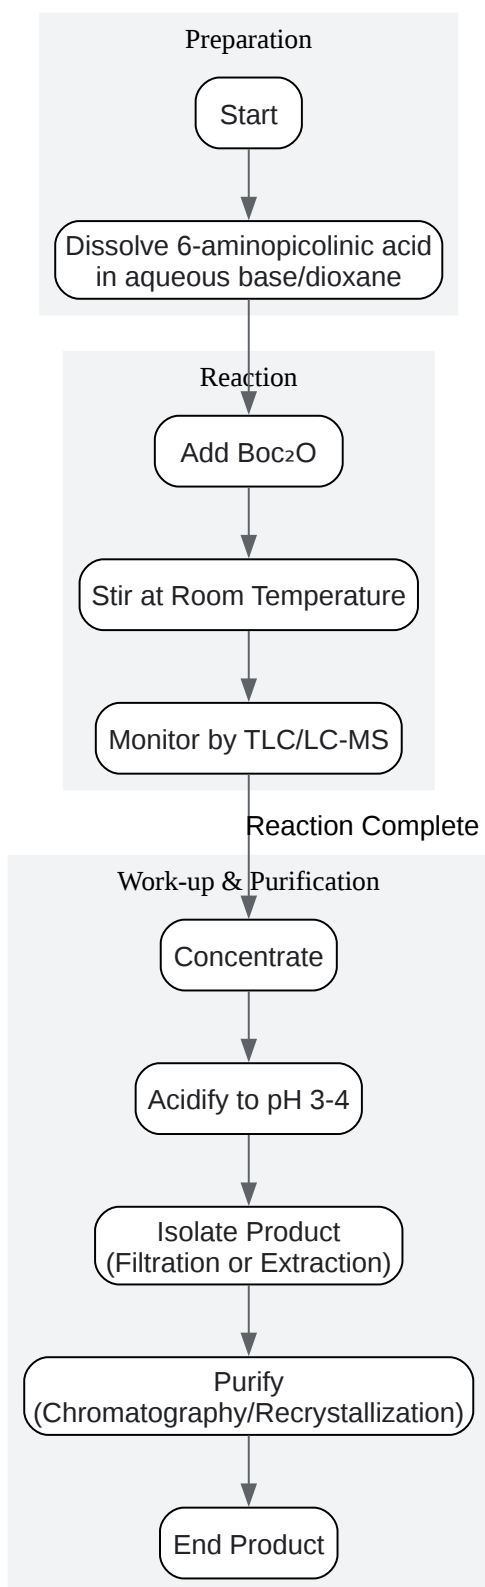 Preparation
Start
Dissolve 6-aminopicolinic acid
in aqueous base/dioxane
Reaction
Add Boc₂O
Stir at Room Temperature
Monitor by TLC/LC-MS
Reaction Complete
Work-up & Purification
Concentrate
Acidify to pH 3-4
Isolate Product
(Filtration or Extraction)
Purify
(Chromatography/Recrystallization)
End Product